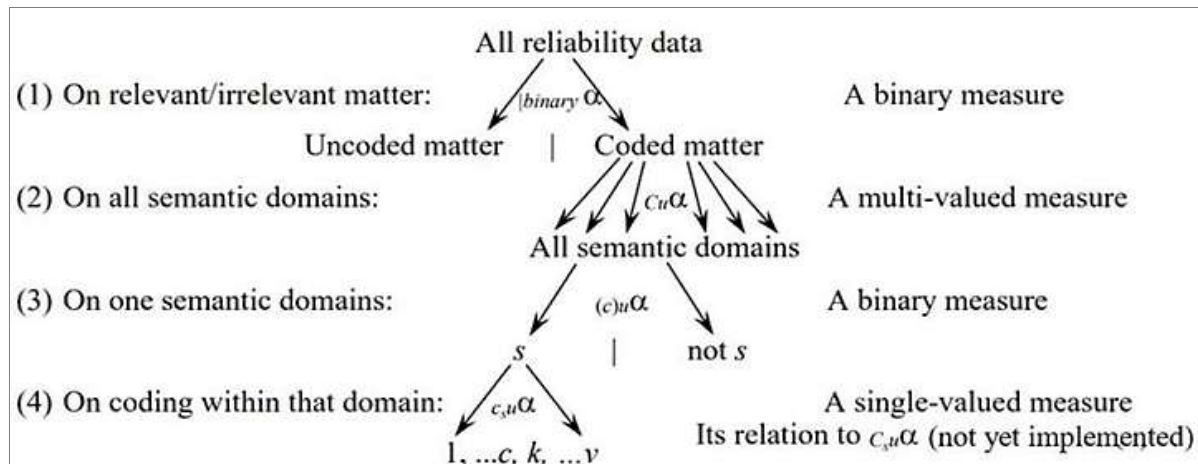 All reliability data
(1) On relevant/irrelevant matter: |binary α A binary measure
Uncoded matter | Coded matter
(2) On all semantic domains: Cuα A multi-valued measure
All semantic domains
(3) On one semantic domains: (c)uα A binary measure
s | not s
(4) On coding within that domain: csuα A single-valued measure
Its relation to Csuα (not yet implemented)
1, ...c, k, ...v